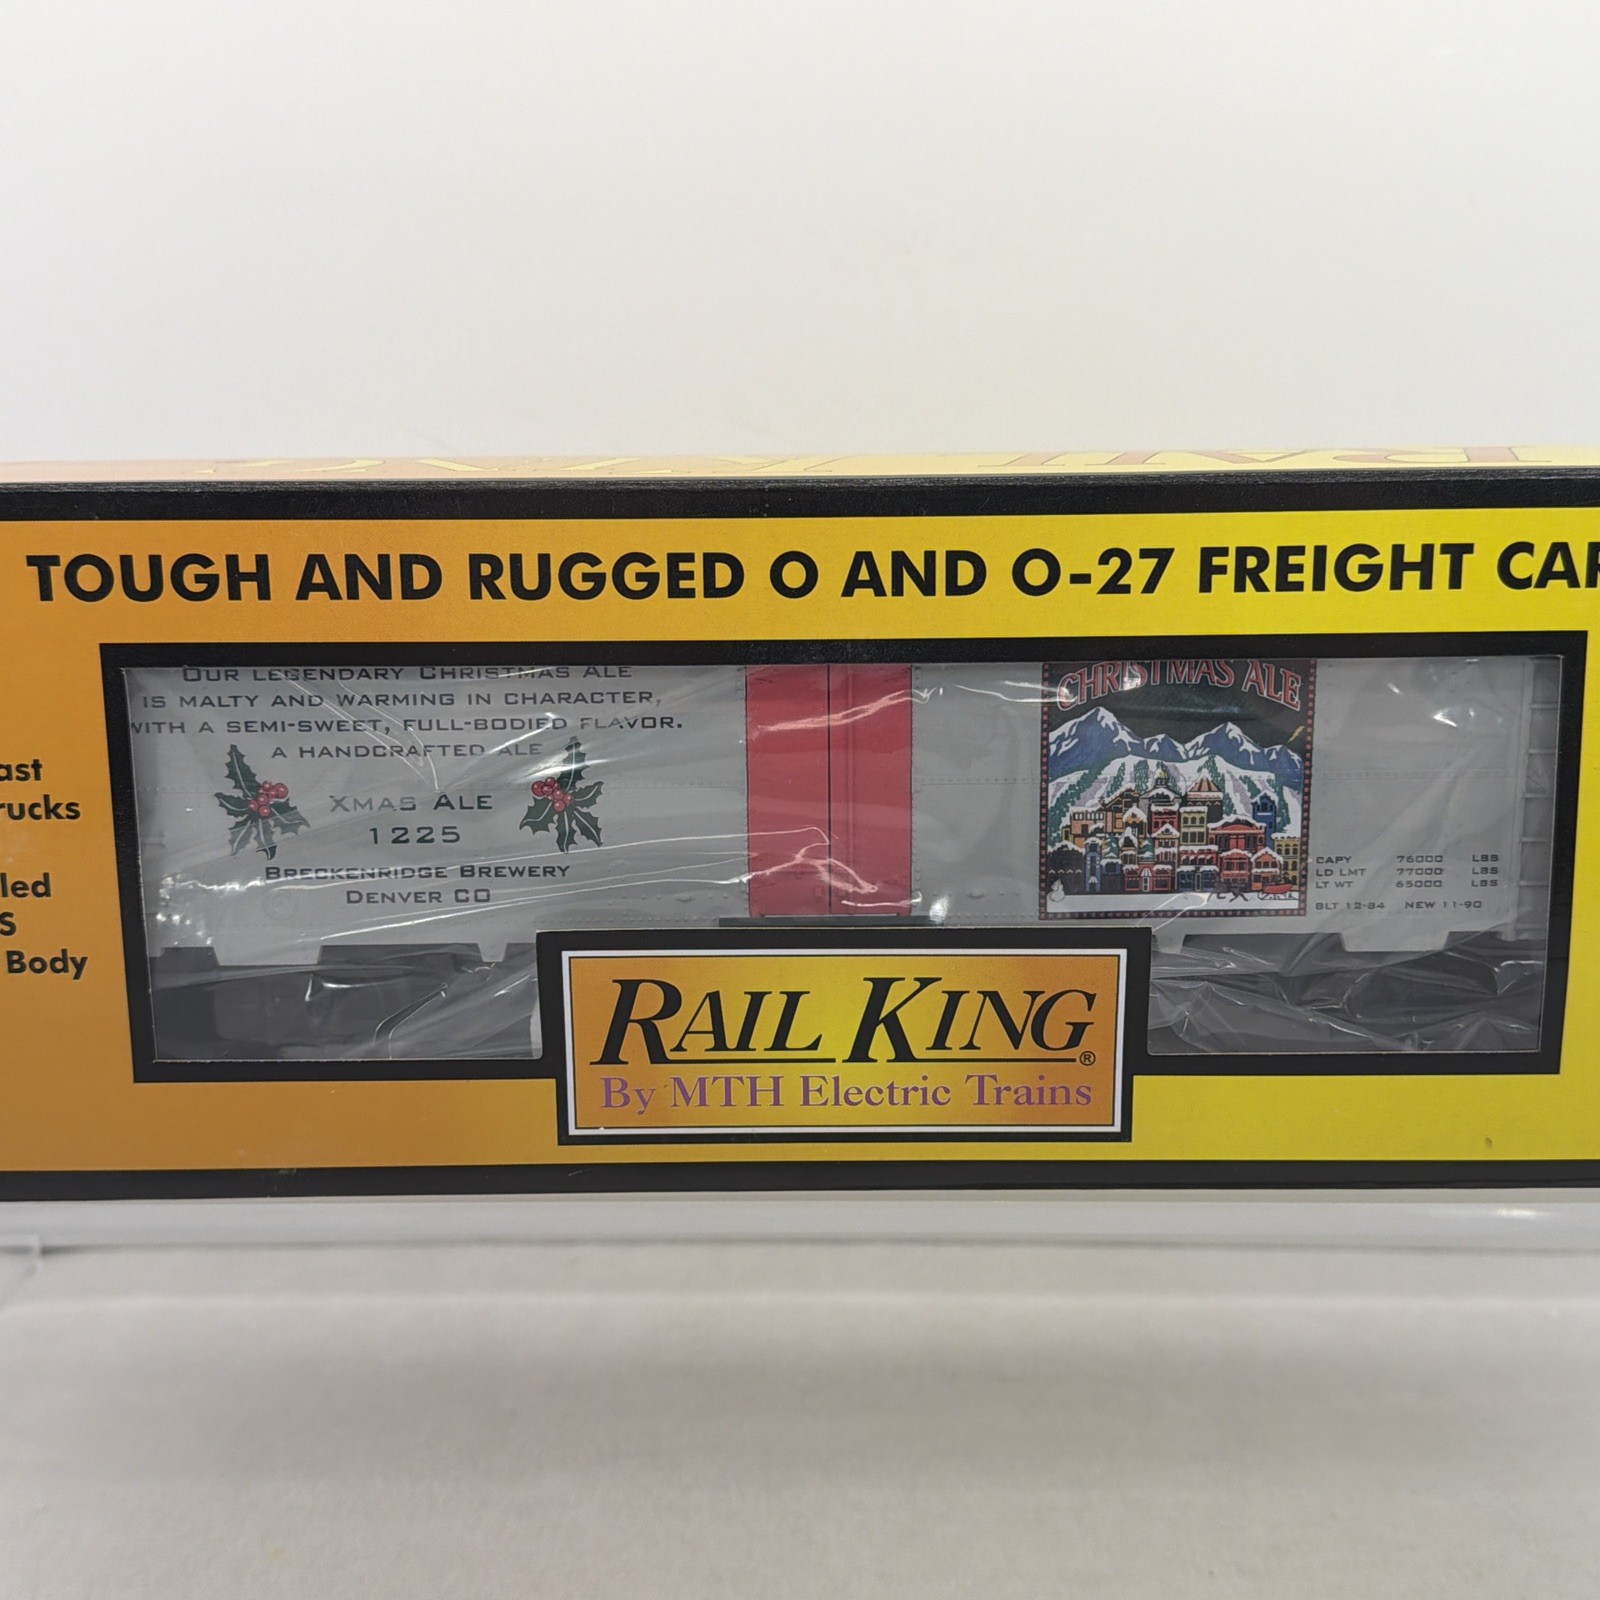 TOUGH AND RUGGED O AND O-27 FREIGHT CAR
OUR LEGENDARY CHRISTMAS ALE
IS MALTY AND WARMING IN CHARACTER,
WITH A SEMI-SWEET, FULL-BODIED FLAVOR.
A HANDCRAFTED ALE
XMAS ALE
1225
BRECKENRIDGE BREWERY
DENVER CO
CHRISTMAS ALE
CAPY 76000 LBS
LD LMT 77000 LBS
LT WT 65000 LBS
BLT 12-84 NEW 11-90
ast
rucks
led
S
Body
RAIL KING®
By MTH Electric Trains